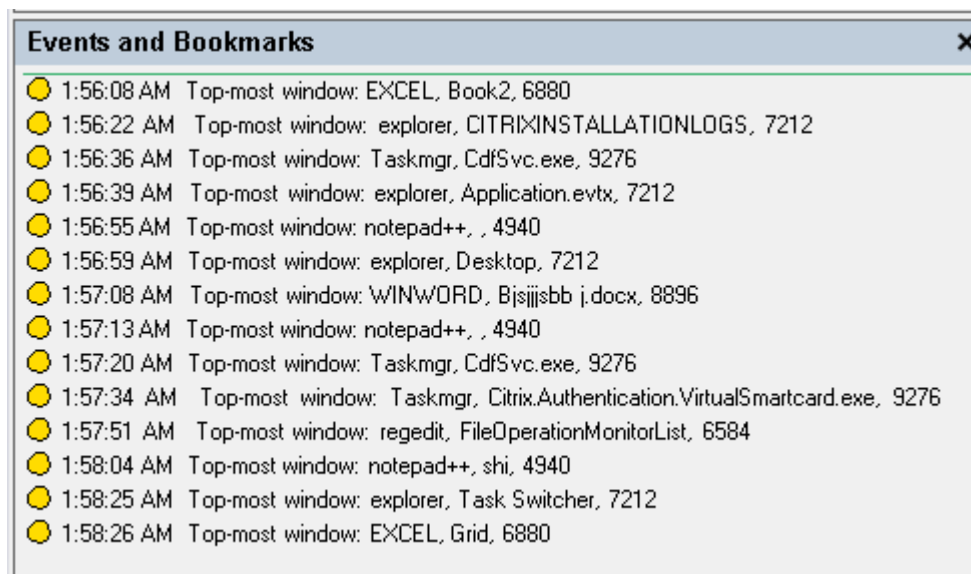 Events and Bookmarks
1:56:08 AM Top-most window: EXCEL, Book2, 6880
1:56:22 AM Top-most window: explorer, CITRIXINSTALLATIONLOGS, 7212
1:56:36 AM Top-most window: Taskmgr, CdfSvc.exe, 9276
1:56:39 AM Top-most window: explorer, Application.evtx, 7212
1:56:55 AM Top-most window: notepad++, , 4940
1:56:59 AM Top-most window: explorer, Desktop, 7212
1:57:08 AM Top-most window: WINWORD, Bjsjjjsbb j.docx, 8896
1:57:13 AM Top-most window: notepad++, , 4940
1:57:20 AM Top-most window: Taskmgr, CdfSvc.exe, 9276
1:57:34 AM Top-most window: Taskmgr, Citrix.Authentication.VirtualSmartcard.exe, 9276
1:57:51 AM Top-most window: regedit, FileOperationMonitorList, 6584
1:58:04 AM Top-most window: notepad++, shi, 4940
1:58:25 AM Top-most window: explorer, Task Switcher, 7212
1:58:26 AM Top-most window: EXCEL, Grid, 6880